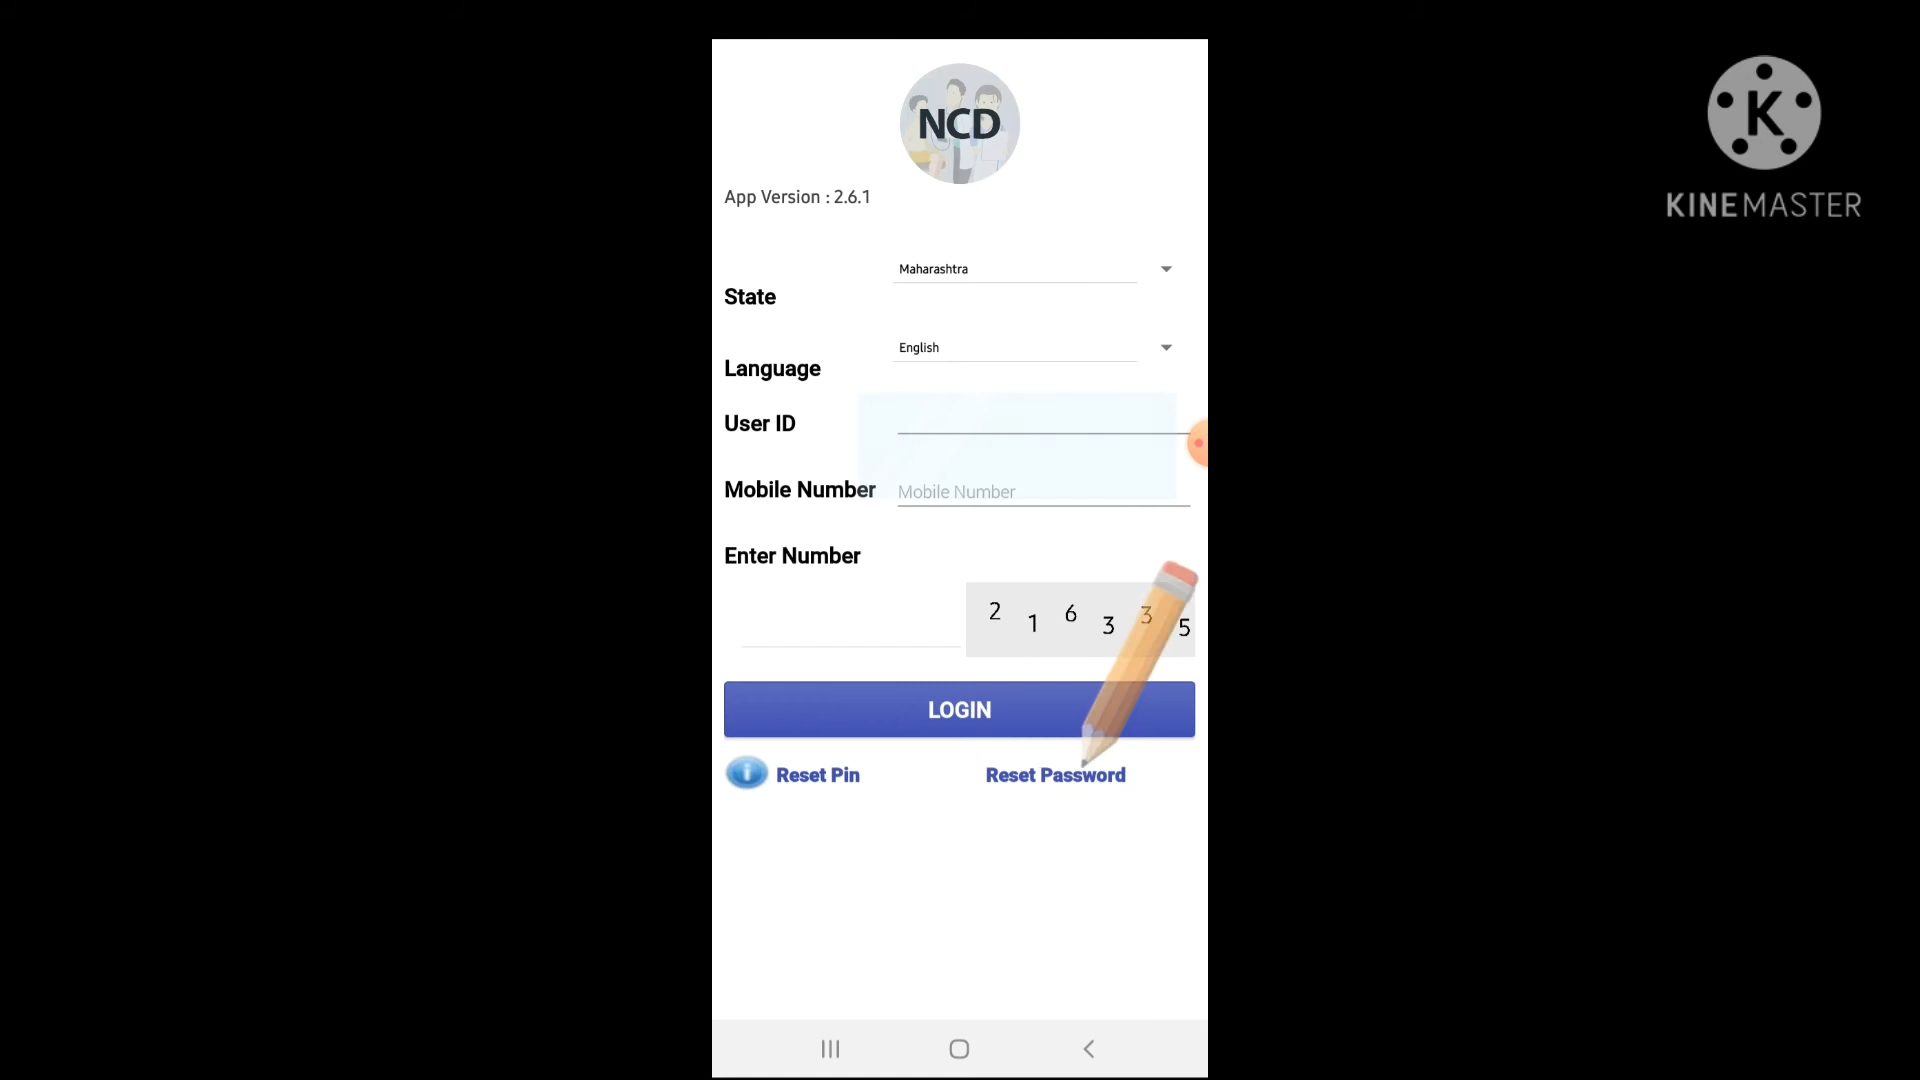 NCD
App Version : 2.6.1
State
Maharashtra
Language
English
User ID
Mobile Number
Mobile Number
Enter Number
2 1 6 3 3 5
LOGIN
Reset Pin
Reset Password
K
KINEMASTER